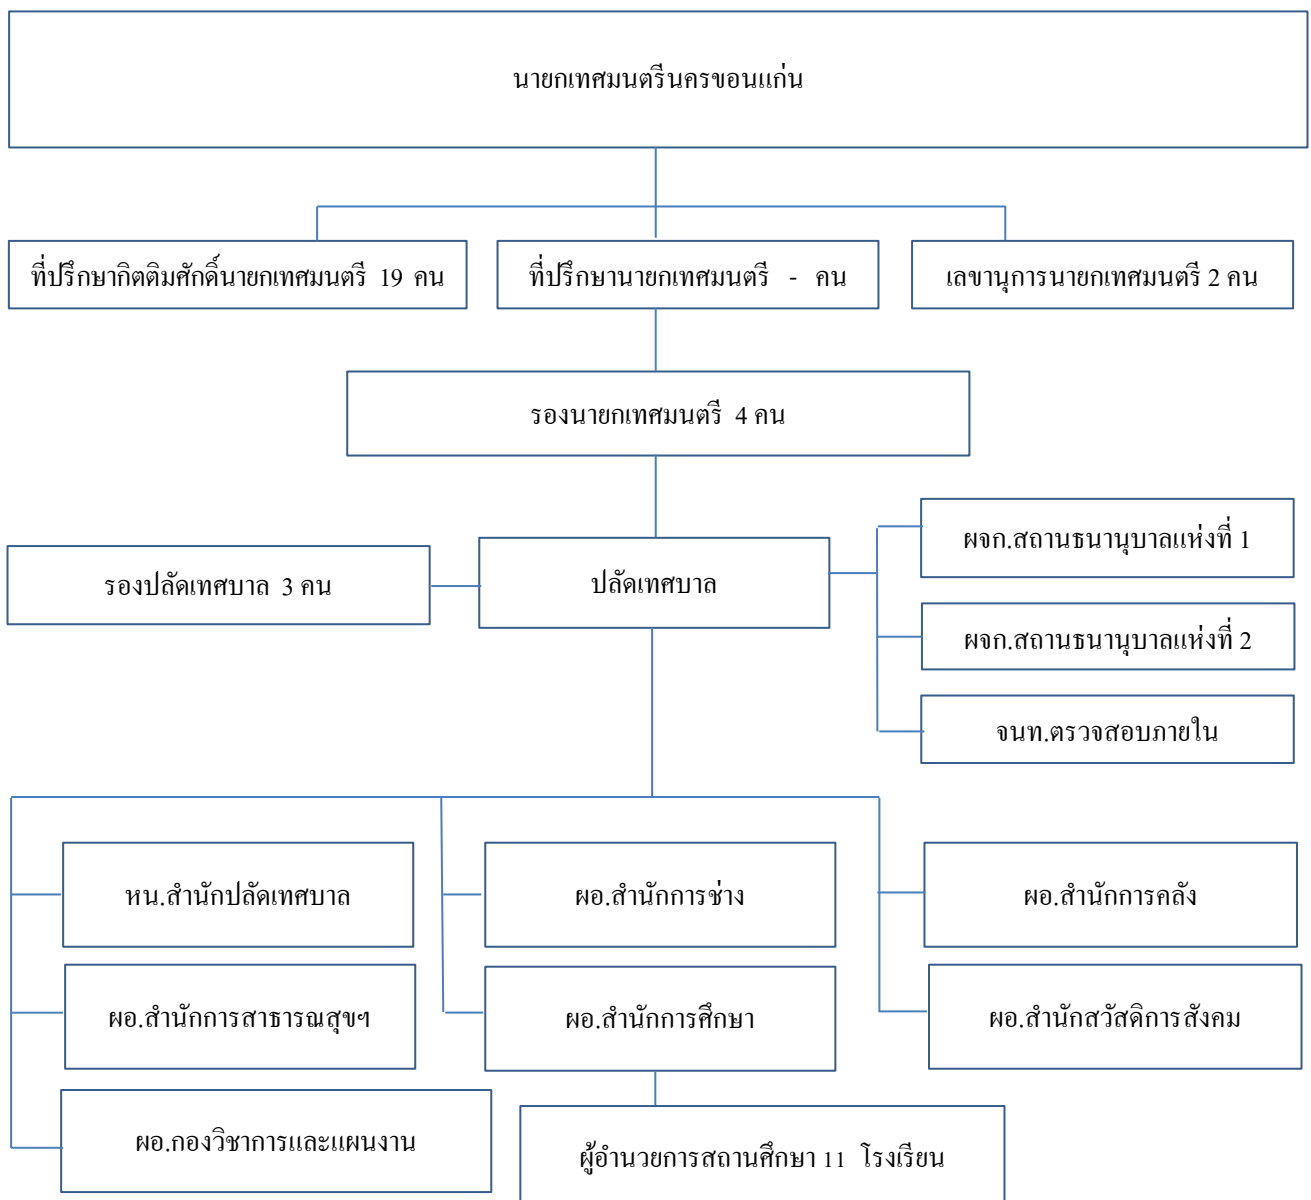 นายกเทศมนตรีนครขอนแก่น
ที่ปรึกษากิตติมศักดิ์นายกเทศมนตรี 19 คน
ที่ปรึกษานายกเทศมนตรี - คน
เลขานุการนายกเทศมนตรี 2 คน
รองนายกเทศมนตรี 4 คน
รองปลัดเทศบาล 3 คน
ปลัดเทศบาล
ผจก.สถานธนานุบาลแห่งที่ 1
ผจก.สถานธนานุบาลแห่งที่ 2
จนท.ตรวจสอบภายใน
หน.สำนักปลัดเทศบาล
ผอ.สำนักการช่าง
ผอ.สำนักการคลัง
ผอ.สำนักการสาธารณสุขฯ
ผอ.สำนักการศึกษา
ผอ.สำนักสวัสดิการสังคม
ผอ.กองวิชาการและแผนงาน
ผู้อำนวยการสถานศึกษา 11 โรงเรียน